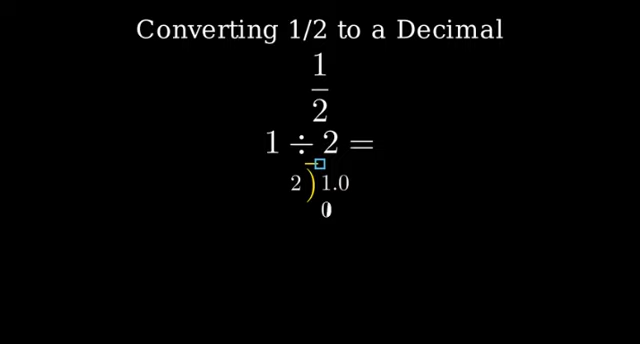 Converting 1/2 to a Decimal
1
2
1 ÷ 2 =
2 ) 1.0
0